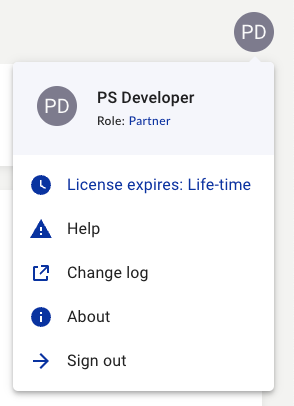 PD
PD
PS Developer
Role: Partner
License expires: Life-time
Help
Change log
About
Sign out